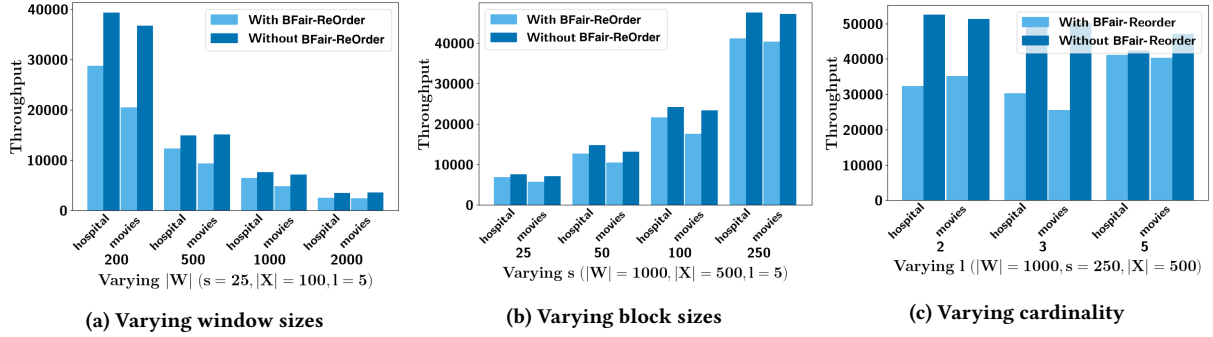 With BFair-ReOrder
Without BFair-ReOrder
Throughput
40000
30000
20000
10000
0
hospital movies hospital movies hospital movies hospital movies
200 500 1000 2000
Varying |W| (s = 25, |X| = 100, l = 5)
(a) Varying window sizes
With BFair-ReOrder
Without BFair-ReOrder
Throughput
40000
30000
20000
10000
0
hospital movies hospital movies hospital movies hospital movies
25 50 100 250
Varying s (|W| = 1000, |X| = 500, l = 5)
(b) Varying block sizes
With BFair-Reorder
Without BFair-Reorder
Throughput
50000
40000
30000
20000
10000
0
hospital movies hospital movies hospital movies
2 3 5
Varying l (|W| = 1000, s = 250, |X| = 500)
(c) Varying cardinality